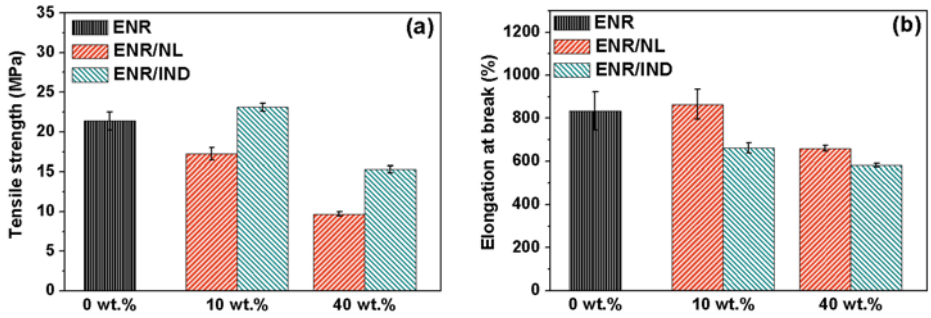 (a)
ENR
ENR/NL
ENR/IND
Tensile strength (MPa)
35
30
25
20
15
10
5
0
0 wt.%
10 wt.%
40 wt.%
(b)
ENR
ENR/NL
ENR/IND
Elongation at break (%)
1200
1000
800
600
400
200
0
0 wt.%
10 wt.%
40 wt.%